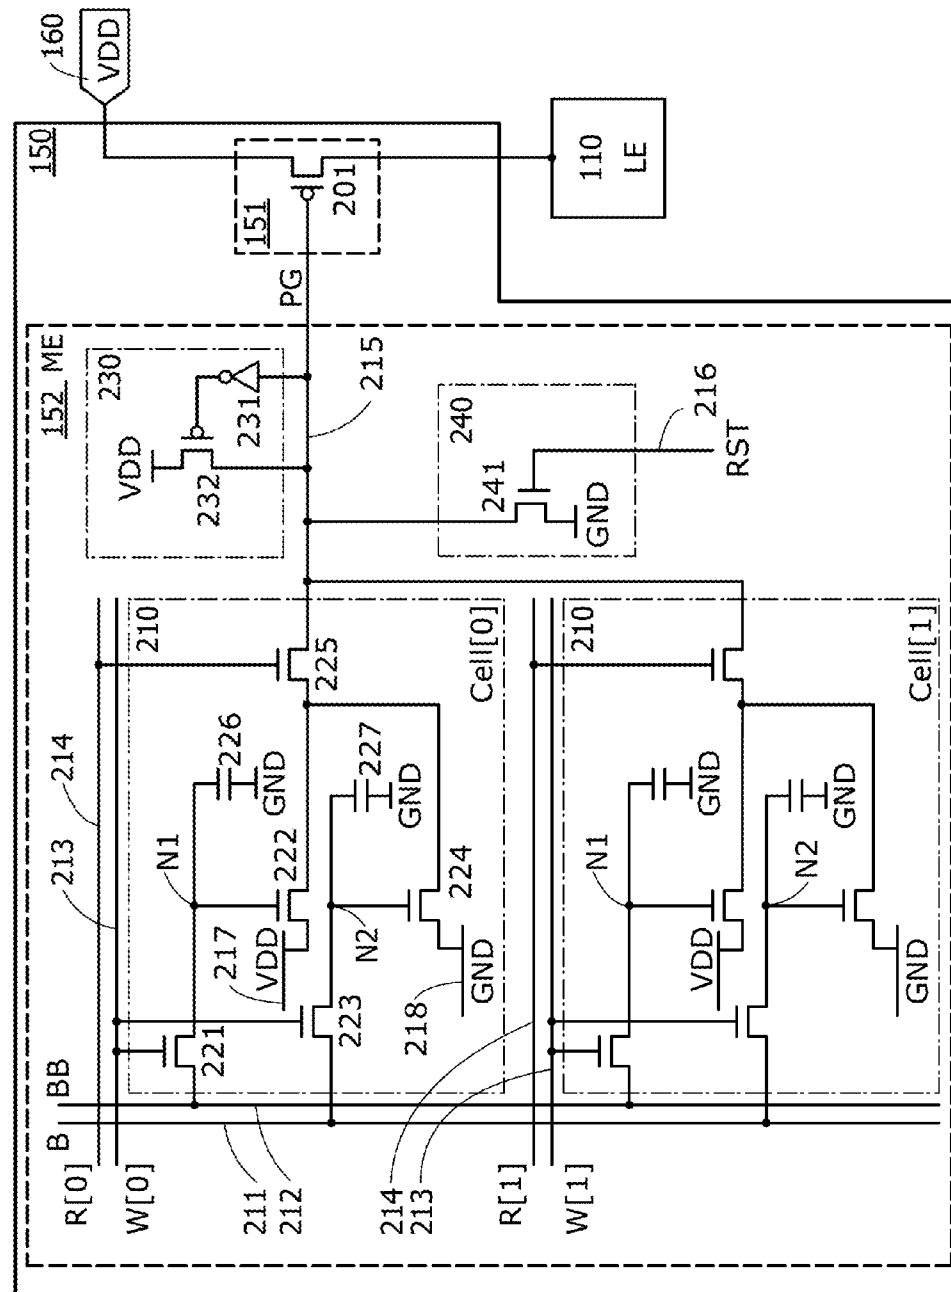 160
VDD
150
152 ME
214
213
B
BB
R[0]
W[0]
230
VDD
232
231
210
N1
226
GND
221
217
VDD
222
225
151
201
PG
215
211
212
223
N2
227
GND
218
GND
224
Cell[0]
240
241
GND
216
RST
110
LE
214
213
R[1]
W[1]
210
N1
GND
VDD
N2
GND
GND
Cell[1]